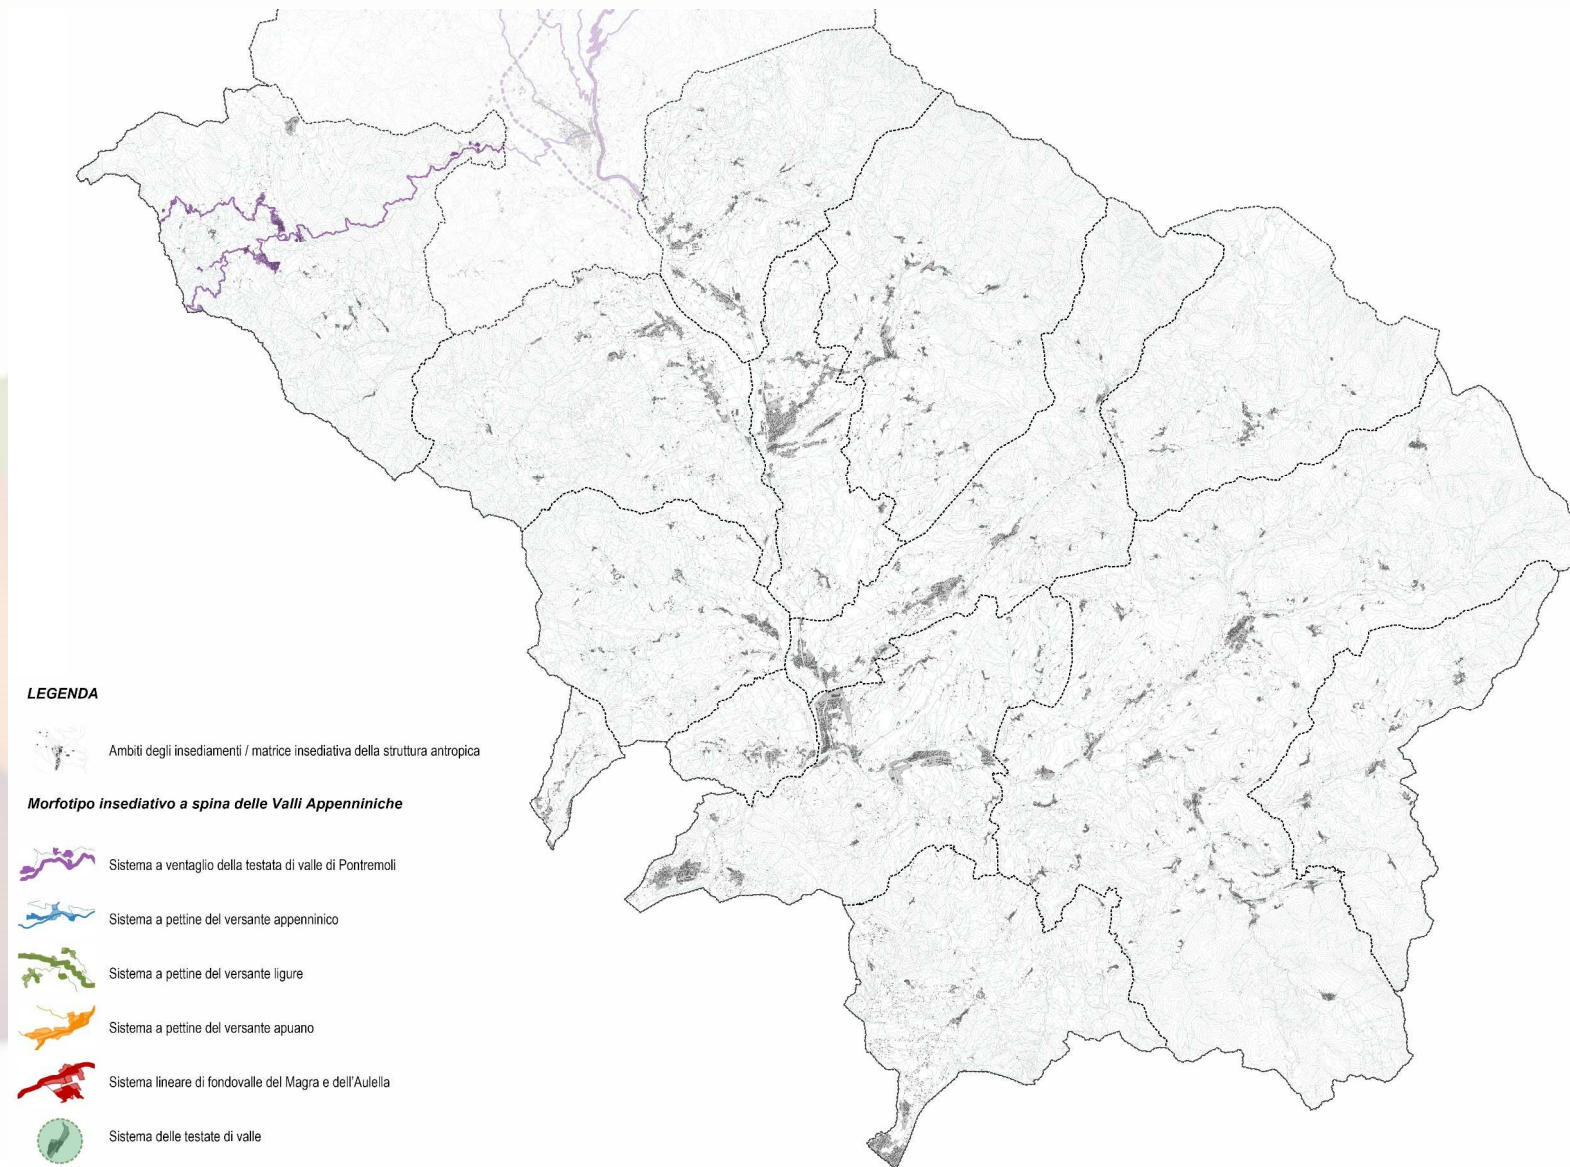 LEGENDA
Ambiti degli insediamenti / matrice insediativa della struttura antropica
Morfotipo insediativo a spina delle Valli Appenniniche
Sistema a ventaglio della testata di valle di Pontremoli
Sistema a pettine del versante appenninico
Sistema a pettine del versante ligure
Sistema a pettine del versante apuano
Sistema lineare di fondovalle del Magra e dell'Aulella
Sistema delle testate di valle